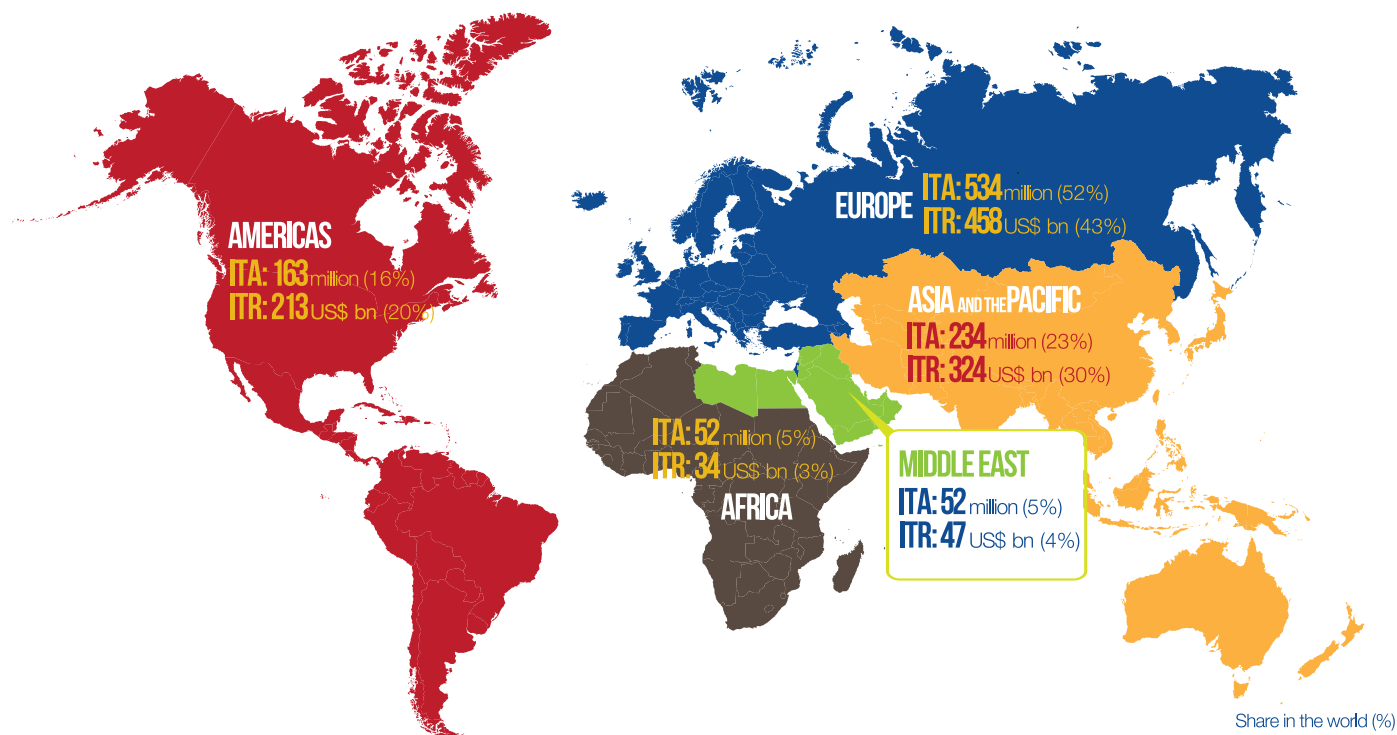 AMERICAS
ITA: 163 million (16%)
ITR: 213 US$ bn (20%)
EUROPE
ITA: 534 million (52%)
ITR: 458 US$ bn (43%)
ASIA AND THE PACIFIC
ITA: 234 million (23%)
ITR: 324 US$ bn (30%)
ITA: 52 million (5%)
ITR: 34 US$ bn (3%)
AFRICA
MIDDLE EAST
ITA: 52 million (5%)
ITR: 47 US$ bn (4%)
Share in the world (%)